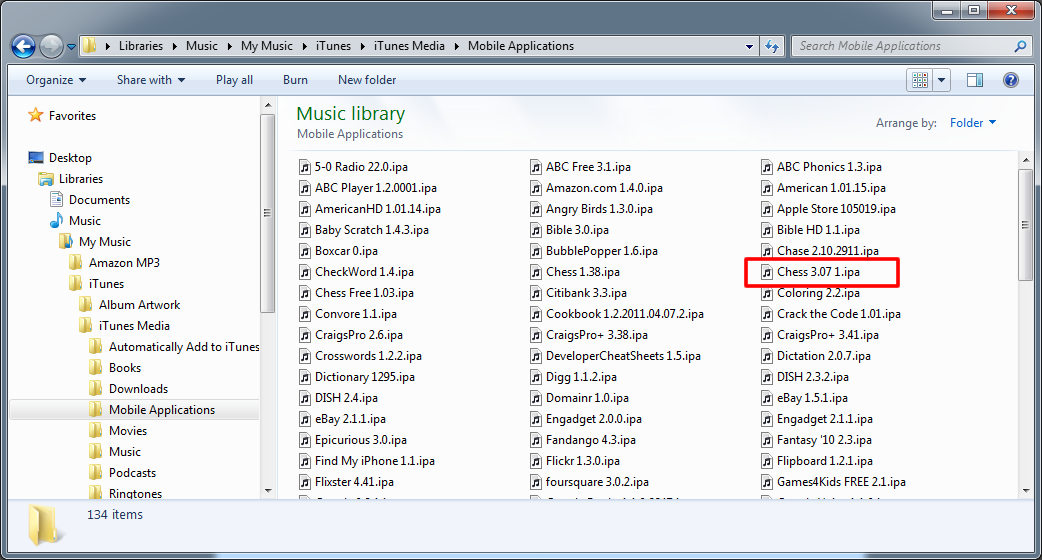 Libraries Music My Music iTunes iTunes Media Mobile Applications
Search Mobile Applications
Organize Share with Play all Burn New folder
Favorites
Desktop
Libraries
Documents
Music
My Music
Amazon MP3
iTunes
Album Artwork
iTunes Media
Automatically Add to iTunes
Books
Downloads
Mobile Applications
Movies
Music
Podcasts
Ringtones
Music library
Mobile Applications
Arrange by: Folder
5-0 Radio 22.0.ipa ABC Free 3.1.ipa ABC Phonics 1.3.ipa
ABC Player 1.2.0001.ipa Amazon.com 1.4.0.ipa American 1.01.15.ipa
AmericanHD 1.01.14.ipa Angry Birds 1.3.0.ipa Apple Store 105019.ipa
Baby Scratch 1.4.3.ipa Bible 3.0.ipa Bible HD 1.1.ipa
Boxcar 0.ipa BubblePopper 1.6.ipa Chase 2.10.2911.ipa
CheckWord 1.4.ipa Chess 1.38.ipa Chess 3.07 1.ipa
Chess Free 1.03.ipa Citibank 3.3.ipa Coloring 2.2.ipa
Convore 1.1.ipa Cookbook 1.2.2011.04.07.2.ipa Crack the Code 1.01.ipa
CraigsPro 2.6.ipa CraigsPro+ 3.38.ipa CraigsPro+ 3.41.ipa
Crosswords 1.2.2.ipa DeveloperCheatSheets 1.5.ipa Dictation 2.0.7.ipa
Dictionary 1295.ipa Digg 1.1.2.ipa DISH 2.3.2.ipa
DISH 2.4.ipa Domainr 1.0.ipa eBay 1.5.1.ipa
eBay 2.1.1.ipa Engadget 2.0.0.ipa Engadget 2.1.1.ipa
Epicurious 3.0.ipa Fandango 4.3.ipa Fantasy '10 2.3.ipa
Find My iPhone 1.1.ipa Flickr 1.3.0.ipa Flipboard 1.2.1.ipa
Flixster 4.41.ipa foursquare 3.0.2.ipa Games4Kids FREE 2.1.ipa
134 items